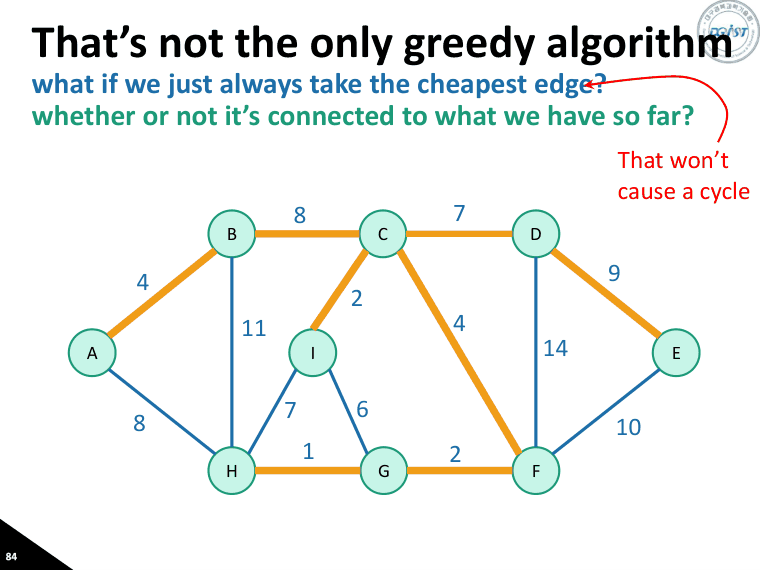 That's not the only greedy algorithm
what if we just always take the cheapest edge?
whether or not it's connected to what we have so far?
That won't
cause a cycle
8
7
B
C
D
4
9
2
11
4
14
A
I
E
7
6
8
10
1
2
H
G
F
84